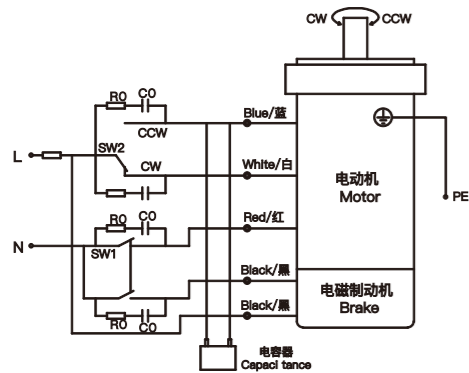 CW CCW
R0 C0
Blue/蓝
CCW
SW2
L
CW
White/白
电动机
Motor
PE
R0 C0
Red/红
N
SW1
Black/黑
电磁制动机
Brake
Black/黑
R0 C0
电容器
Capaci tance